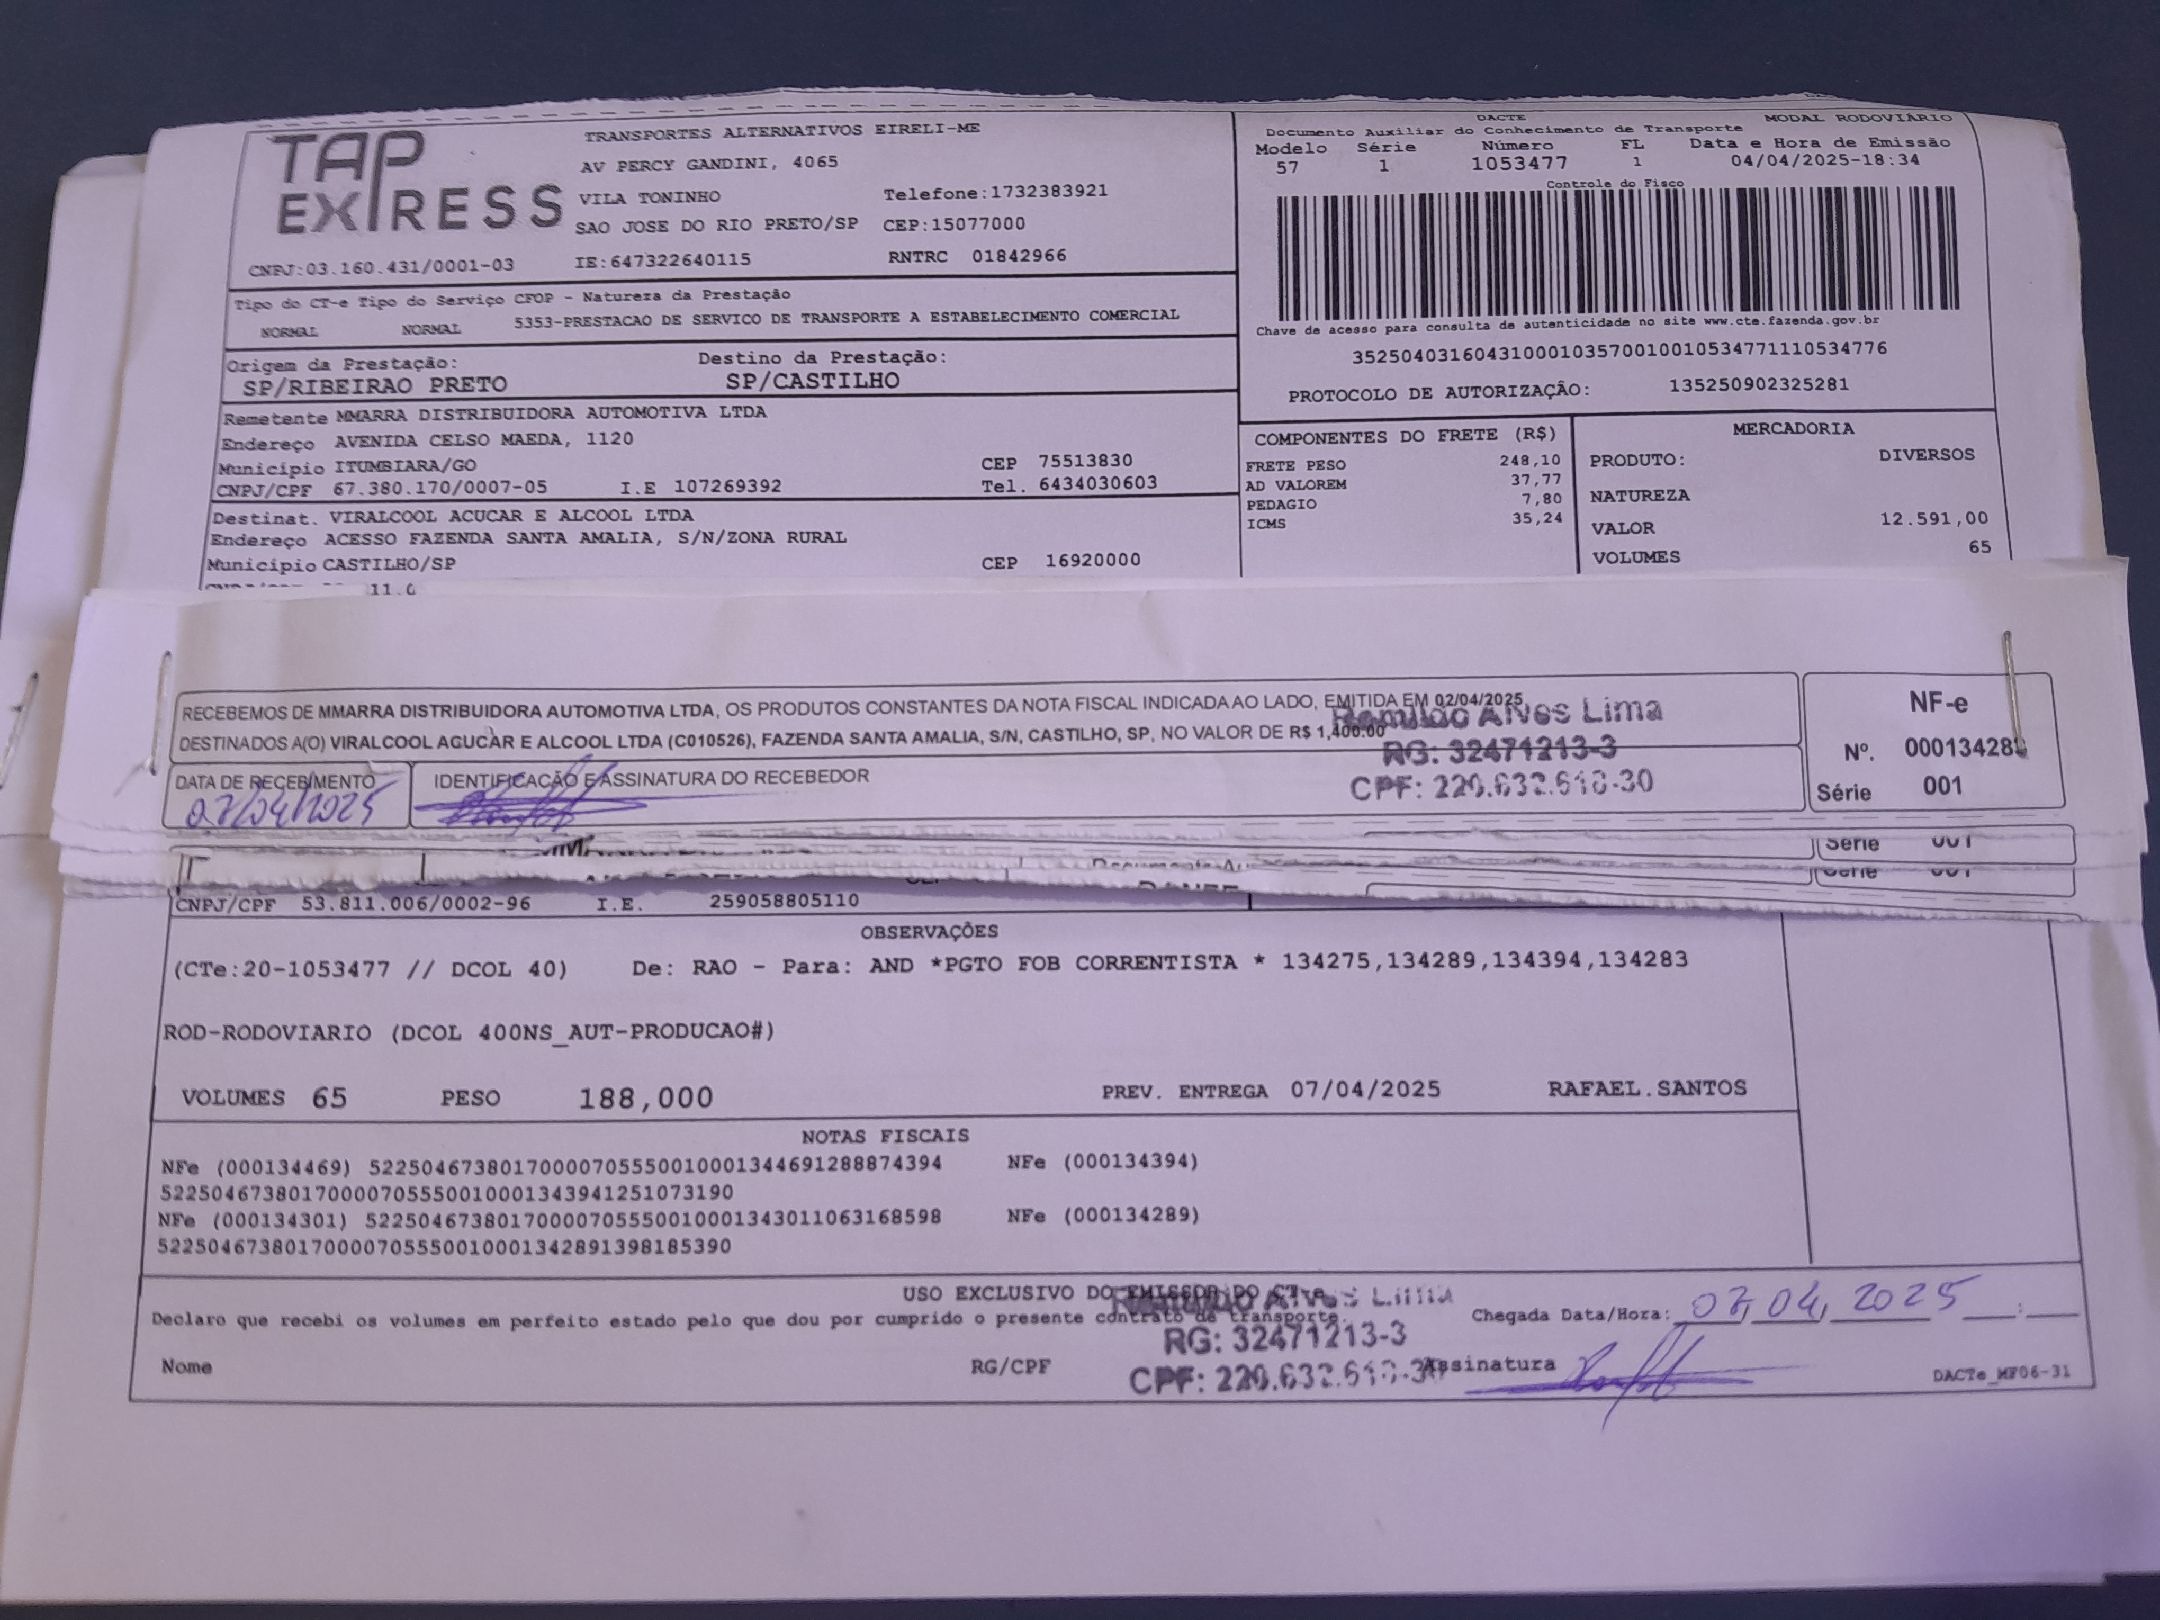 TAP EXPRESS
TRANSPORTES ALTERNATIVOS EIRELI-ME
AV PERCY GANDINI, 4065
VILA TONINHO Telefone:1732383921
SAO JOSE DO RIO PRETO/SP CEP:15077000
CNPJ:03.160.431/0001-03 IE:647322640115 RNTRC 01842966
DACTE MODAL RODOVIARIO
Documento Auxiliar do Conhecimento de Transporte
Modelo Série Número FL Data e Hora de Emissão
57 1 1053477 1 04/04/2025-18:34
Controle do Fisco
Chave de acesso para consulta de autenticidade no site www.cte.fazenda.gov.br
35250403160431000103570010010534771110534776
PROTOCOLO DE AUTORIZAÇÃO: 135250902325281
Tipo do CT-e Tipo do Serviço CFOP - Natureza da Prestação
NORMAL NORMAL 5353-PRESTACAO DE SERVICO DE TRANSPORTE A ESTABELECIMENTO COMERCIAL
Origem da Prestação: Destino da Prestação:
SP/RIBEIRAO PRETO SP/CASTILHO
Remetente MMARRA DISTRIBUIDORA AUTOMOTIVA LTDA
Endereço AVENIDA CELSO MAEDA, 1120
Município ITUMBIARA/GO CEP 75513830
CNPJ/CPF 67.380.170/0007-05 I.E 107269392 Tel. 6434030603
Destinat. VIRALCOOL ACUCAR E ALCOOL LTDA
Endereço ACESSO FAZENDA SANTA AMALIA, S/N/ZONA RURAL
Município CASTILHO/SP CEP 16920000
COMPONENTES DO FRETE (R$)
FRETE PESO 248,10
AD VALOREM 37,77
PEDAGIO 7,80
ICMS 35,24
MERCADORIA
PRODUTO: DIVERSOS
NATUREZA
VALOR 12.591,00
VOLUMES 65
RECEBEMOS DE MMARRA DISTRIBUIDORA AUTOMOTIVA LTDA, OS PRODUTOS CONSTANTES DA NOTA FISCAL INDICADA AO LADO, EMITIDA EM 02/04/2025
DESTINADOS A(O) VIRALCOOL AGUCAR E ALCOOL LTDA (C010526), FAZENDA SANTA AMALIA, S/N, CASTILHO, SP, NO VALOR DE R$ 1,400.00
Alves Lima
RG: 32471213-3
CPF:
DATA DE RECEBIMENTO IDENTIFICAÇÃO E ASSINATURA DO RECEBEDOR
07/04/2025
NF-e
Nº.
Série 001
Série 001
CNPJ/CPF 53.811.006/0002-96 I.E. 259058805110
OBSERVAÇÕES
(CTe:20-1053477 // DCOL 40) De: RAO - Para: AND *PGTO FOB CORRENTISTA * 134275,134289,134394,134283
ROD-RODOVIARIO (DCOL 400NS_AUT-PRODUCAO#)
VOLUMES 65 PESO 188,000 PREV. ENTREGA 07/04/2025 RAFAEL.SANTOS
NOTAS FISCAIS
NFe (000134469) 52250467380170000705550010001344691288874394 NFe (000134394)
52250467380170000705550010001343941251073190
NFe (000134301) 52250467380170000705550010001343011063168598 NFe (000134289)
52250467380170000705550010001342891398185390
USO EXCLUSIVO DO EMISSOR DO CT-e
Declaro que recebi os volumes em perfeito estado pelo que dou por cumprido o presente contrato de transporte.
Chegada Data/Hora: 07, 04, 2025 :
Alves Lima
RG: 32471213-3
CPF:
Nome RG/CPF Assinatura
DACTe_MF06-31